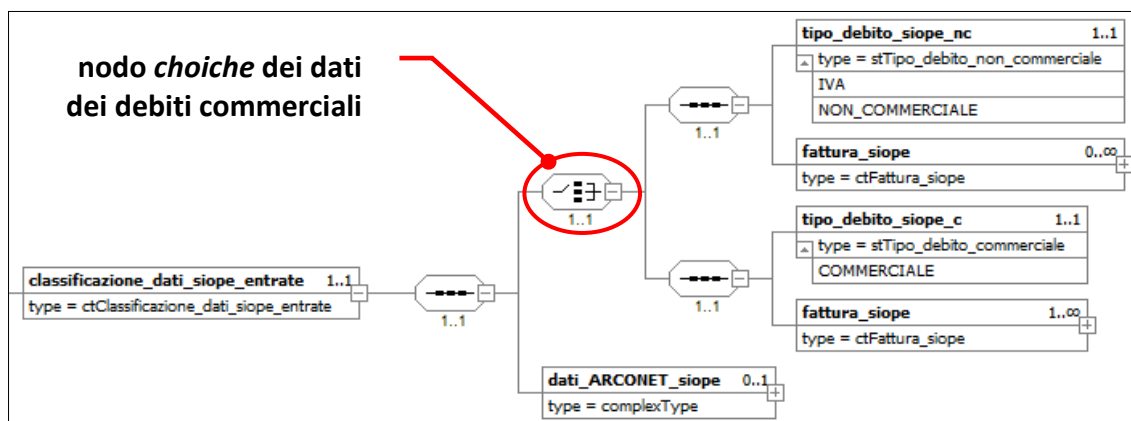 nodo choiche dei dati
dei debiti commerciali
tipo_debito_siope_nc 1..1
type = stTipo_debito_non_commerciale
IVA
NON_COMMERCIALE
1..1
fattura_siope 0..∞
type = ctFattura_siope
1..1
tipo_debito_siope_c 1..1
type = stTipo_debito_commerciale
COMMERCIALE
classificazione_dati_siope_entrate 1..1
type = ctClassificazione_dati_siope_entrate
1..1
1..1
fattura_siope 1..∞
type = ctFattura_siope
dati_ARCONET_siope 0..1
type = complexType